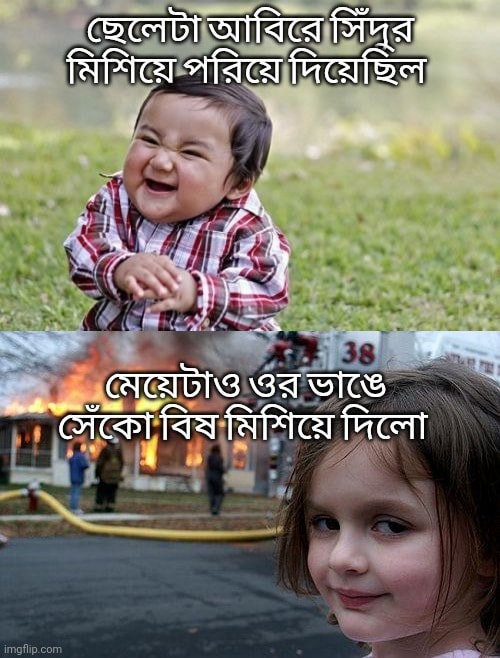 ছেলেটা আবিরে সিঁদুর
মিশিয়ে পরিয়ে দিয়েছিল
38
মেয়েটাও ওর ভাঙে
সেঁকো বিষ মিশিয়ে দিলো
imgflip.com